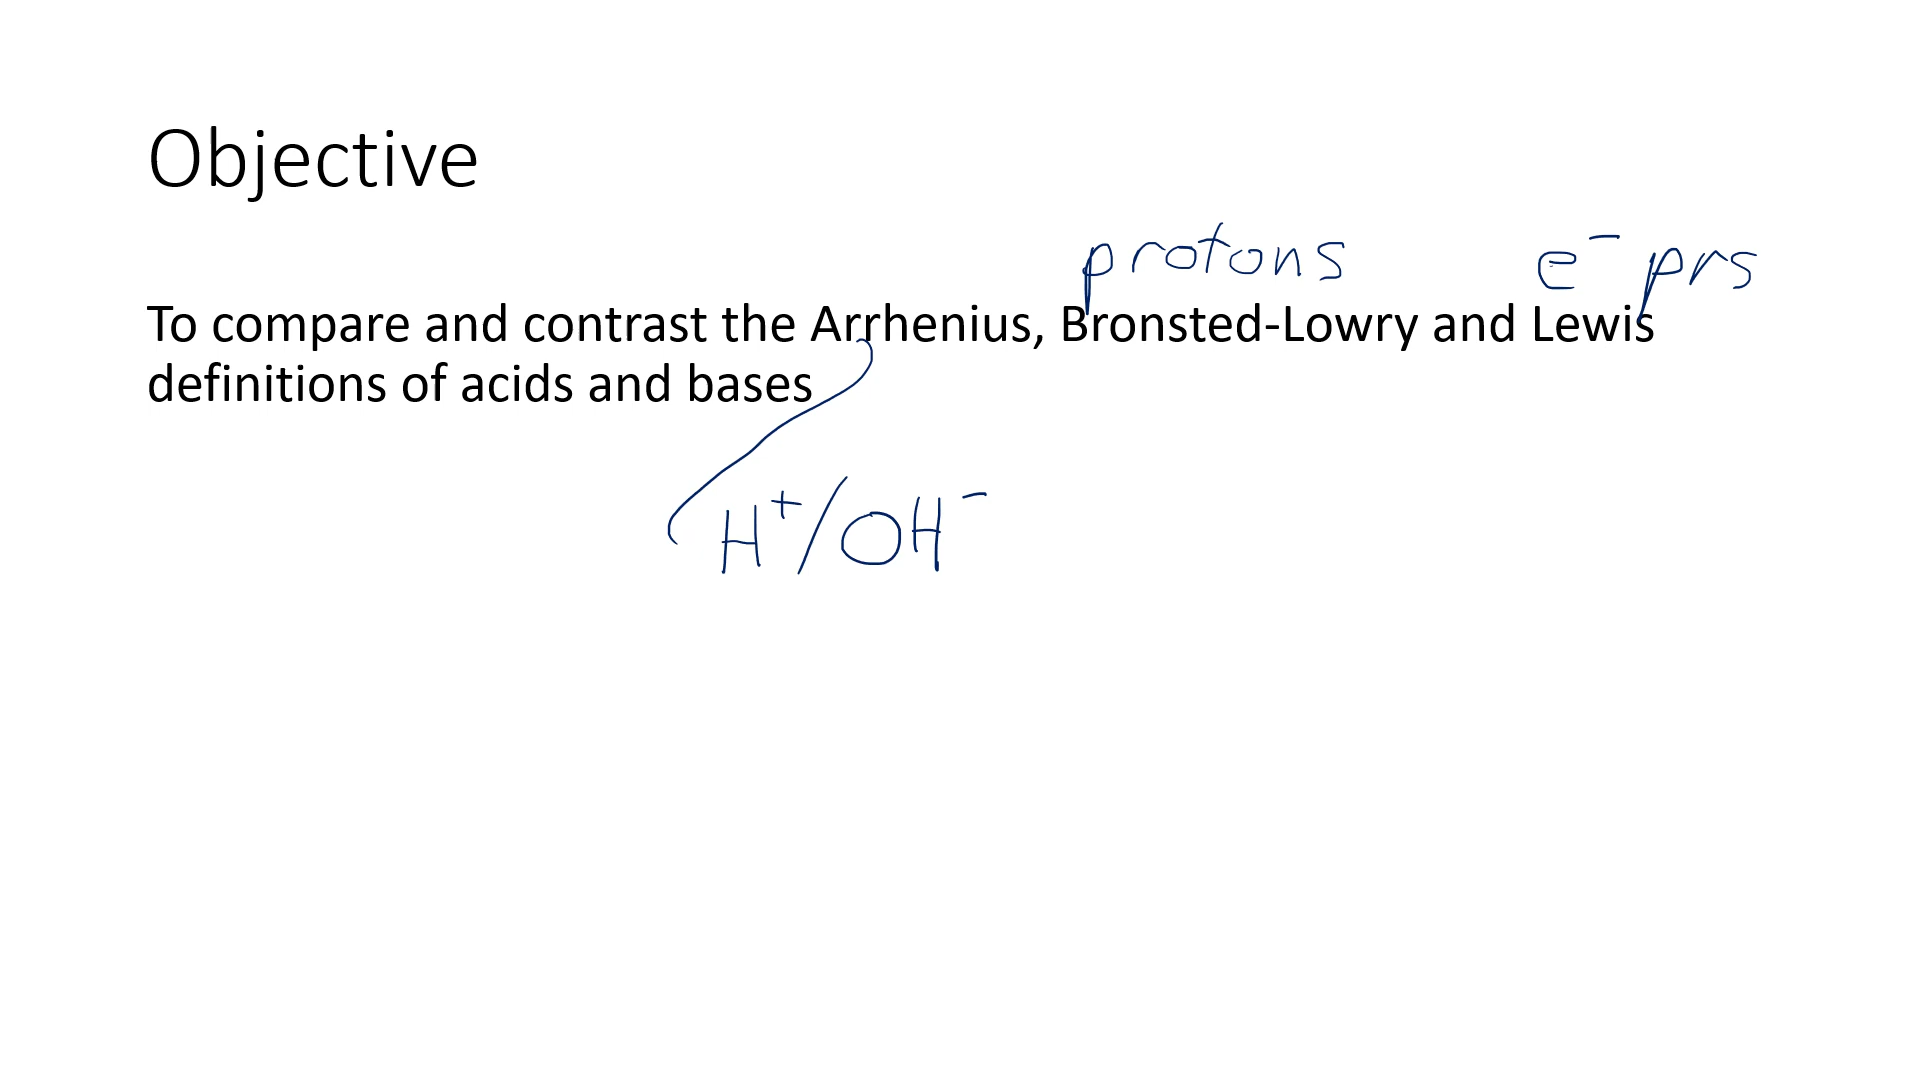 Objective
protons e⁻ prs
To compare and contrast the Arrhenius, Bronsted-Lowry and Lewis
definitions of acids and bases
H⁺/OH⁻